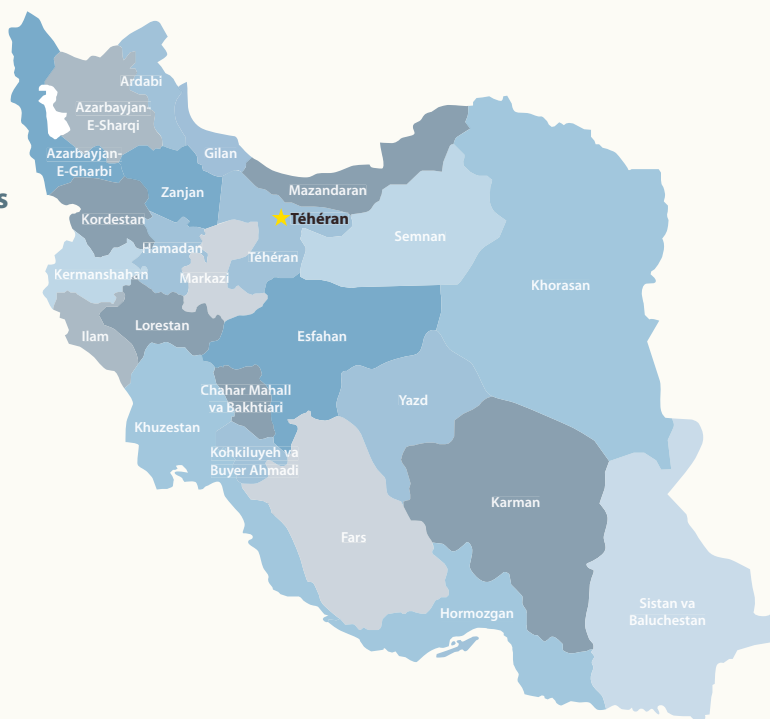 Ardabi
Azarbayjan-
E-Sharqi
Azarbayjan-
E-Gharbi
Gilan
Zanjan
Mazandaran
s
Kordestan
Téhéran
Semnan
Hamadan
Téhéran
Kermanshahan
Markazi
Khorasan
Lorestan
Ilam
Esfahan
Chahar Mahall
va Bakhtiari
Yazd
Khuzestan
Kohkiluyeh va
Buyer Ahmadi
Karman
Fars
Hormozgan
Sistan va
Baluchestan